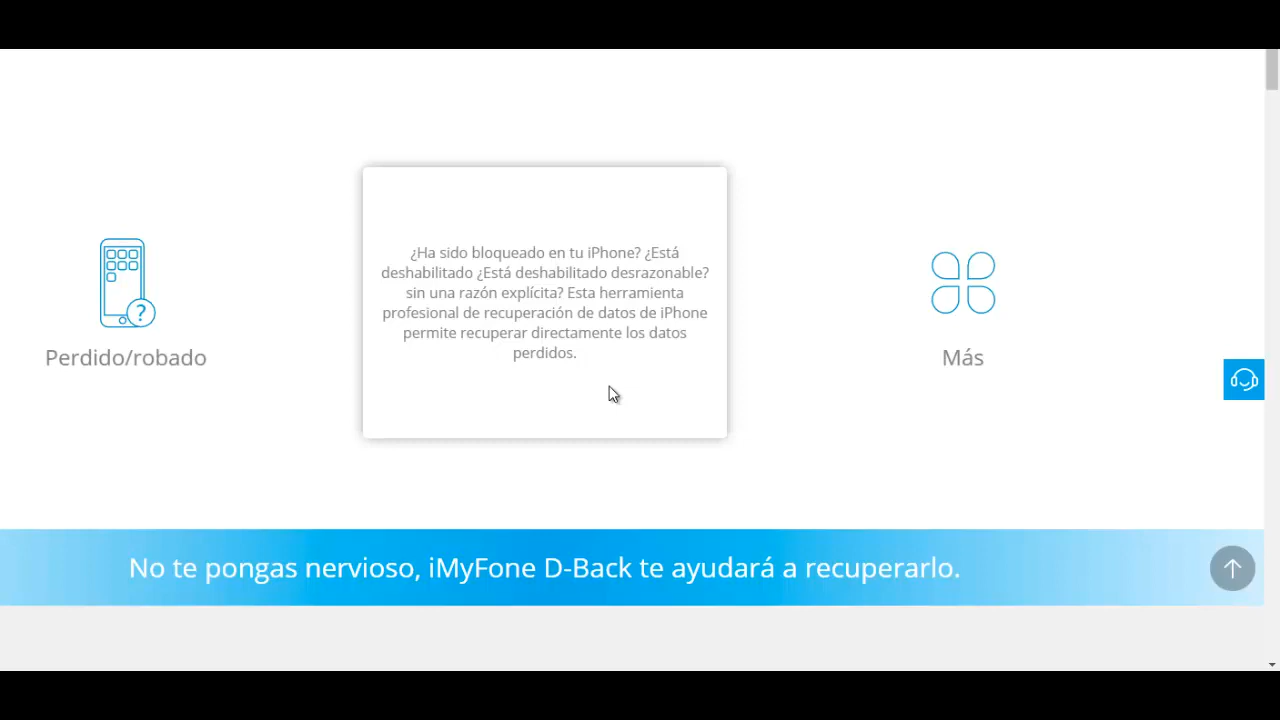 ¿Ha sido bloqueado en tu iPhone? ¿Está
deshabilitado ¿Está deshabilitado desrazonable?
sin una razón explícita? Esta herramienta
profesional de recuperación de datos de iPhone
permite recuperar directamente los datos
perdidos.
?
Perdido/robado
Más
No te pongas nervioso, iMyFone D-Back te ayudará a recuperarlo.